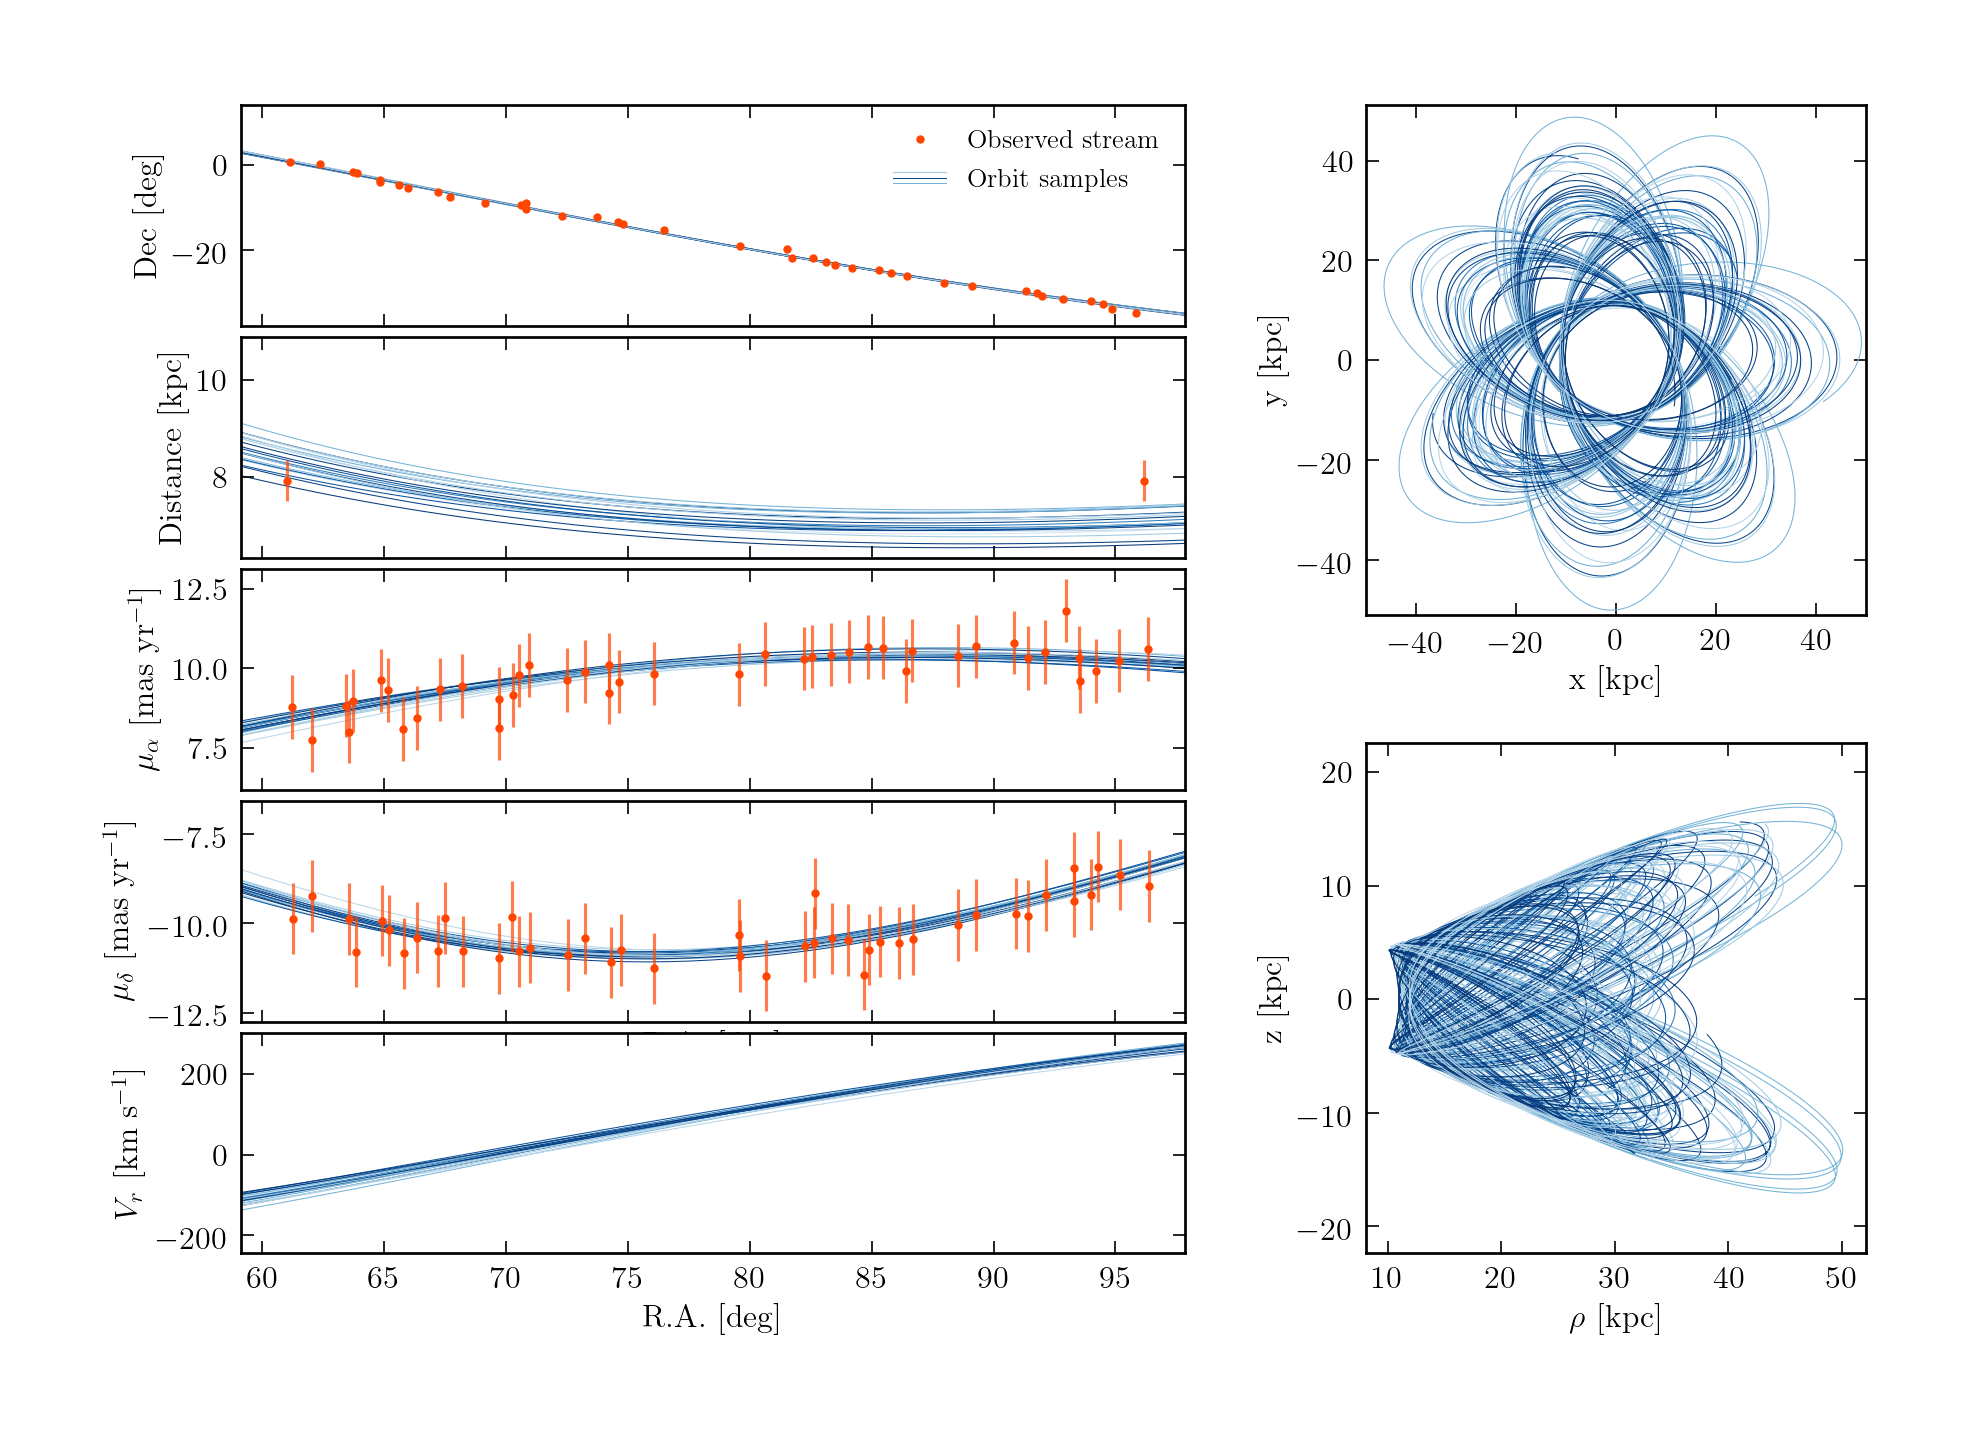 Dec [deg]
0
−20
Observed stream
Orbit samples
Distance [kpc]
10
8
μα [mas yr−1]
12.5
10.0
7.5
μδ [mas yr−1]
−7.5
−10.0
−12.5
Vr [km s−1]
200
0
−200
60 65 70 75 80 85 90 95
R.A. [deg]
y [kpc]
40
20
0
−20
−40
−40 −20 0 20 40
x [kpc]
z [kpc]
20
10
0
−10
−20
10 20 30 40 50
ρ [kpc]